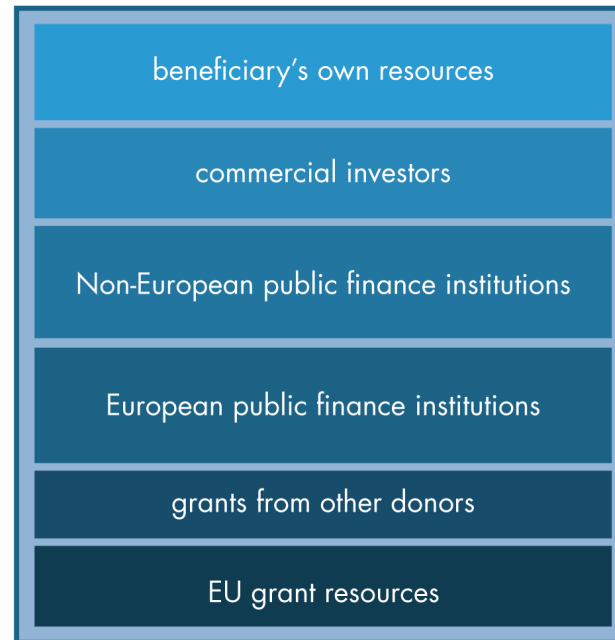 beneficiary’s own resources
commercial investors
Non-European public finance institutions
European public finance institutions
grants from other donors
EU grant resources